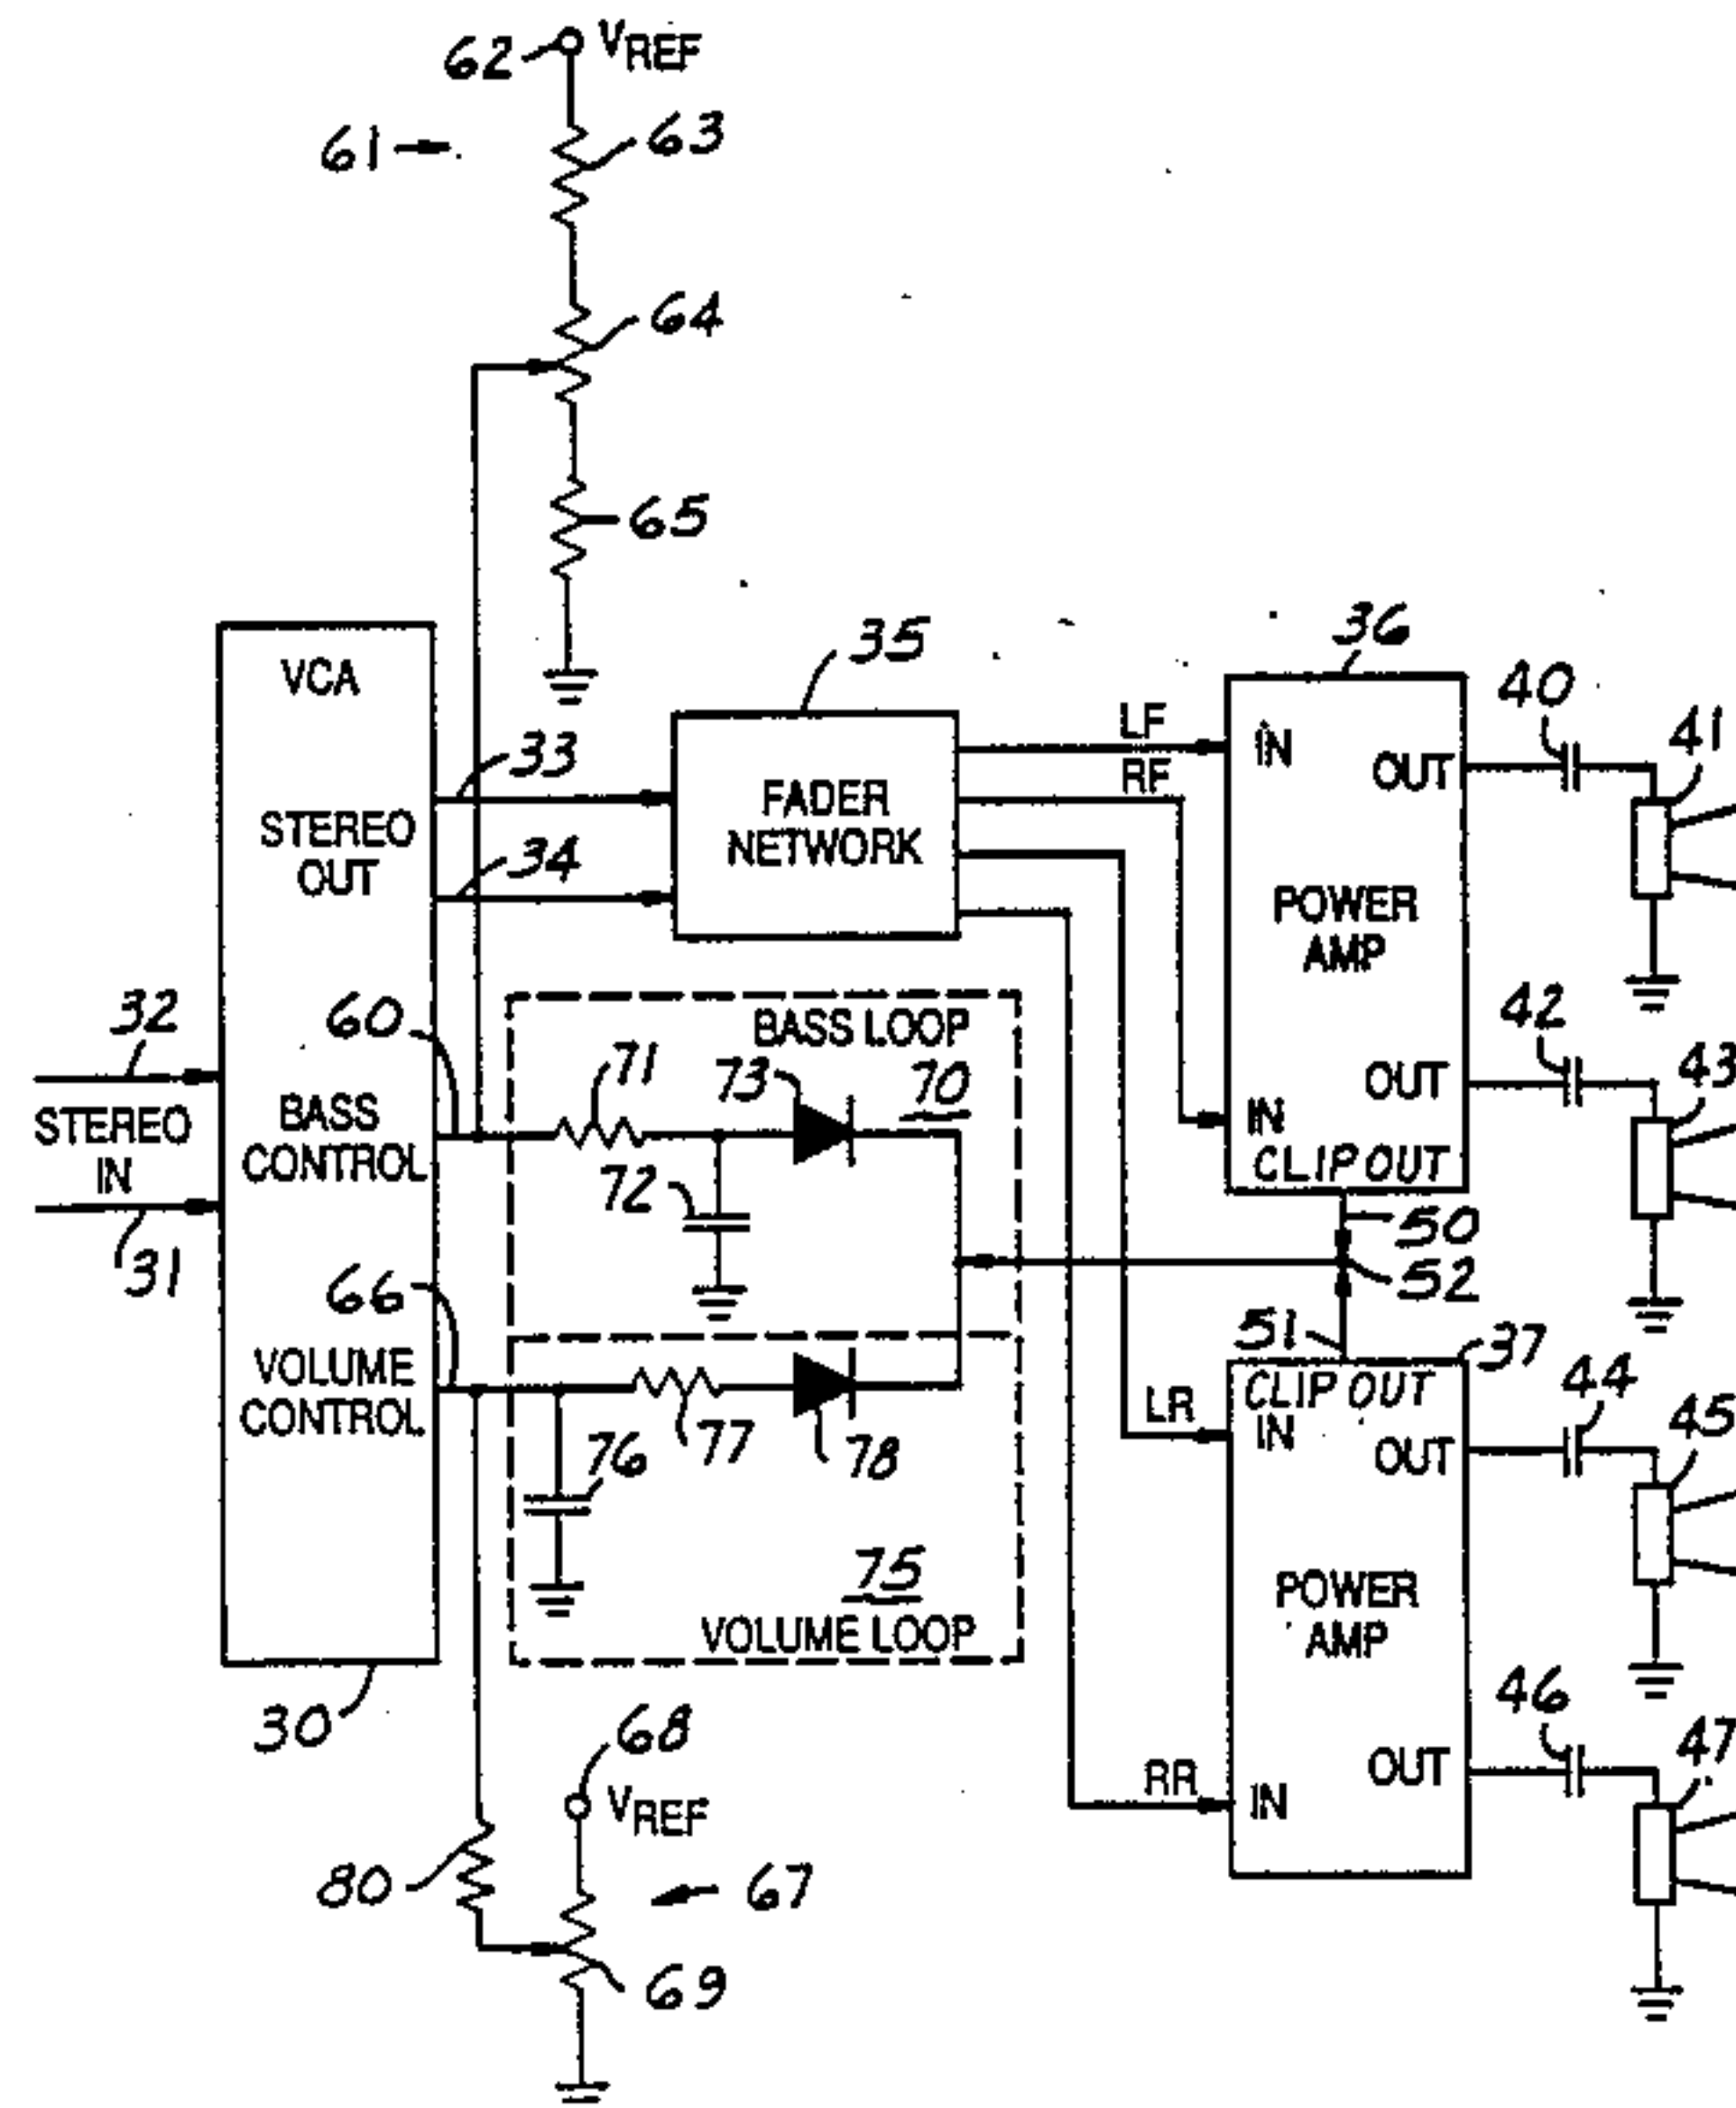 62
VREF
61
63
64
65
VCA
STEREO OUT
33
34
35
FADER NETWORK
LF
RF
36
IN
OUT
POWER AMP
40
41
42
43
OUT
IN
CLIP OUT
32
STEREO IN
31
60
BASS CONTROL
BASS LOOP
70
71
73
72
50
52
51
66
VOLUME CONTROL
76
77
78
75
VOLUME LOOP
37
CLIP OUT
LR
IN
OUT
44
45
POWER AMP
46
47
OUT
RR
IN
30
68
VREF
67
80
69